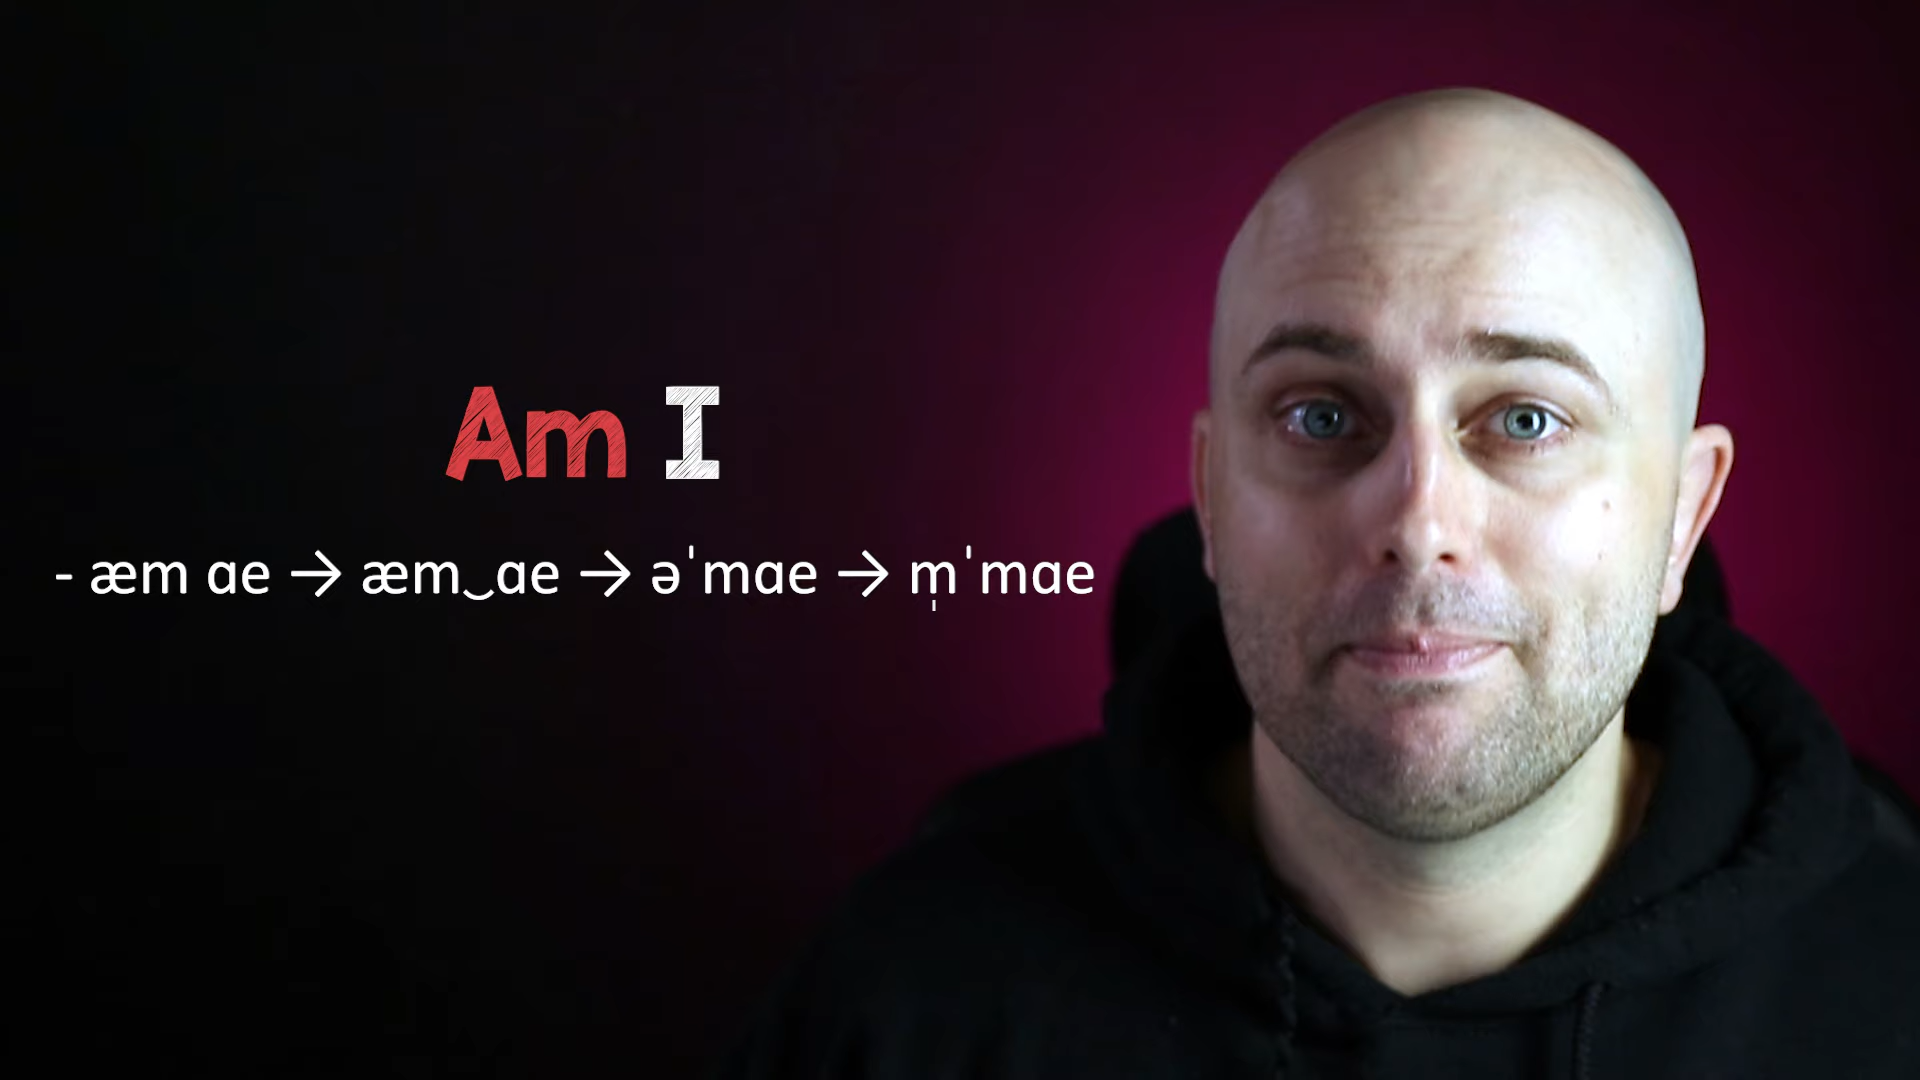 Am I
- æm ɑe → æm‿ɑe → əˈmɑe → m̩ˈmɑe